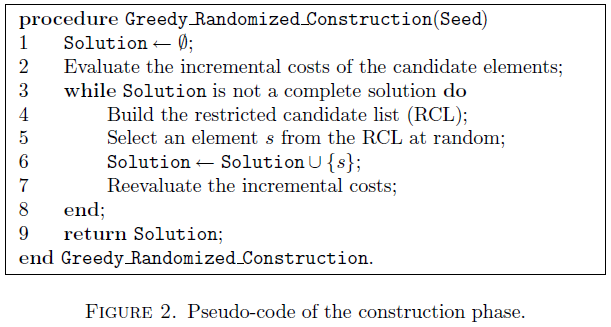 procedure Greedy_Randomized_Construction(Seed)
1 Solution ← ∅;
2 Evaluate the incremental costs of the candidate elements;
3 while Solution is not a complete solution do
4 Build the restricted candidate list (RCL);
5 Select an element s from the RCL at random;
6 Solution ← Solution ∪ {s};
7 Reevaluate the incremental costs;
8 end;
9 return Solution;
end Greedy_Randomized_Construction.
FIGURE 2. Pseudo-code of the construction phase.